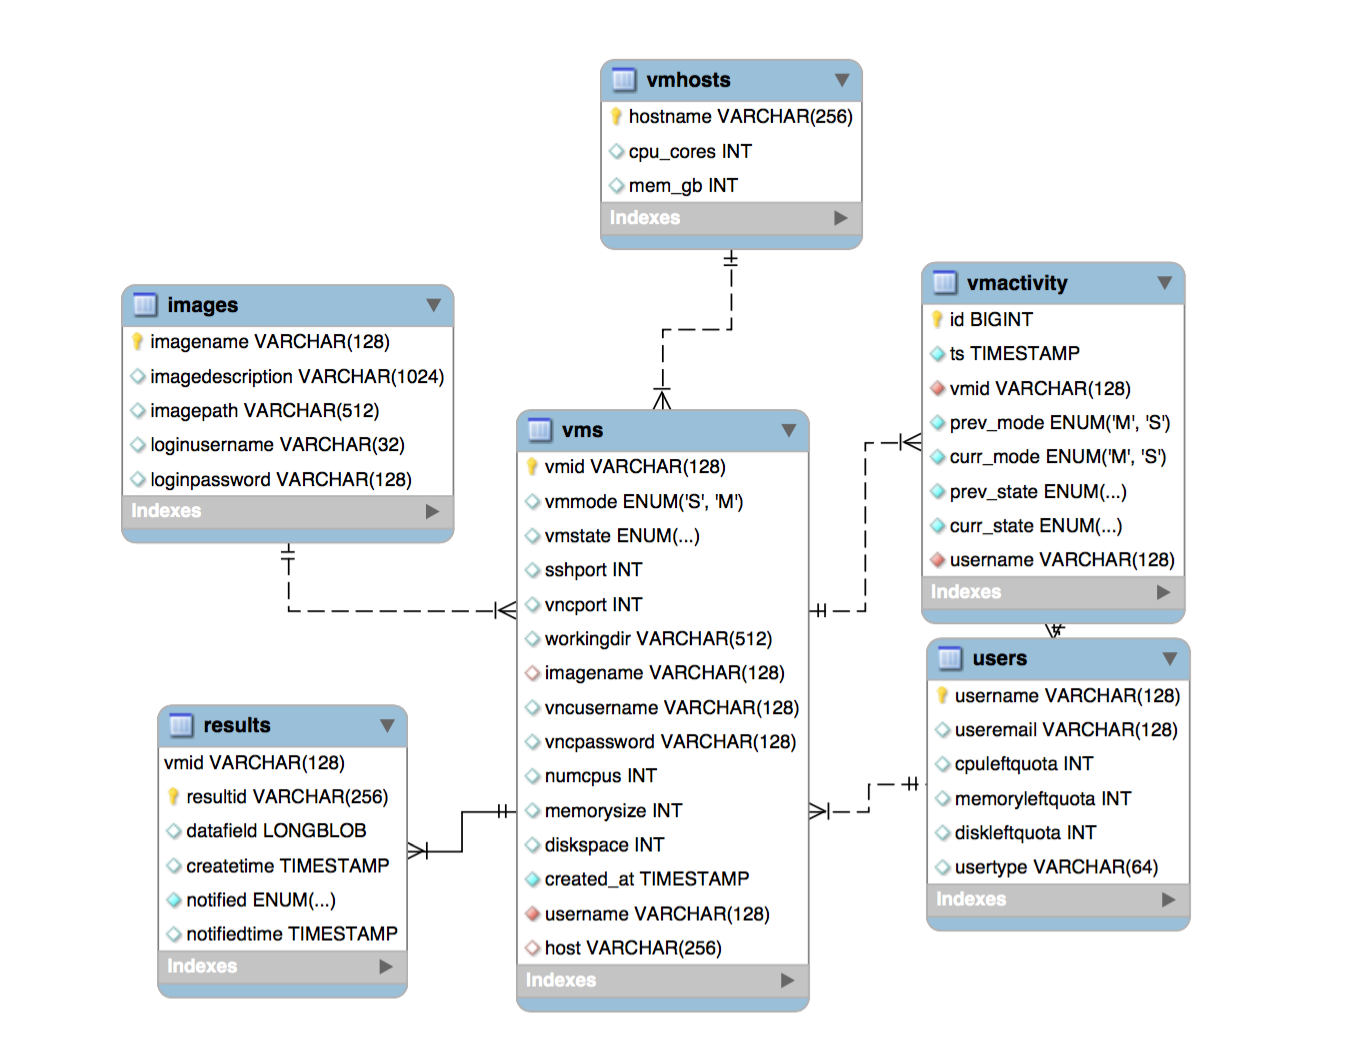 vmhosts
hostname VARCHAR(256)
cpu_cores INT
mem_gb INT
Indexes
images
imagename VARCHAR(128)
imagedescription VARCHAR(1024)
imagepath VARCHAR(512)
loginusername VARCHAR(32)
loginpassword VARCHAR(128)
Indexes
vmactivity
id BIGINT
ts TIMESTAMP
vmid VARCHAR(128)
prev_mode ENUM('M', 'S')
curr_mode ENUM('M', 'S')
prev_state ENUM(...)
curr_state ENUM(...)
username VARCHAR(128)
Indexes
vms
vmid VARCHAR(128)
vmmode ENUM('S', 'M')
vmstate ENUM(...)
sshport INT
vncport INT
workingdir VARCHAR(512)
imagename VARCHAR(128)
vncusername VARCHAR(128)
vncpassword VARCHAR(128)
numcpus INT
memorysize INT
diskspace INT
created_at TIMESTAMP
username VARCHAR(128)
host VARCHAR(256)
Indexes
users
username VARCHAR(128)
useremail VARCHAR(128)
cpuleftquota INT
memoryleftquota INT
diskleftquota INT
usertype VARCHAR(64)
Indexes
results
vmid VARCHAR(128)
resultid VARCHAR(256)
datafield LONGBLOB
createtime TIMESTAMP
notified ENUM(...)
notifiedtime TIMESTAMP
Indexes